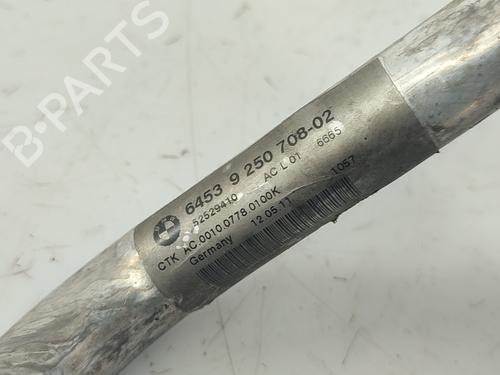 B-PARTS
6453 9 250 708-02
52529410 AC L 01 6665
CTK AC.0010.0778.0100K 1057
Germany 12 05 11